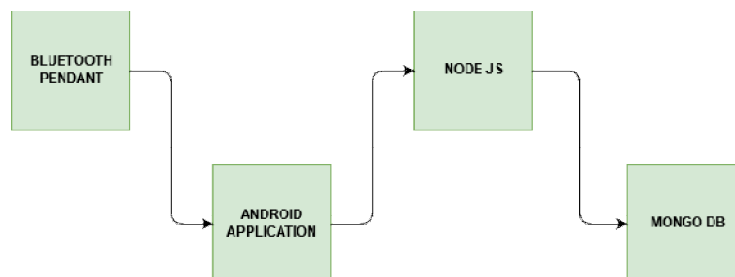 BLUETOOTH
PENDANT
NODE JS
ANDROID
APPLICATION
MONGO DB